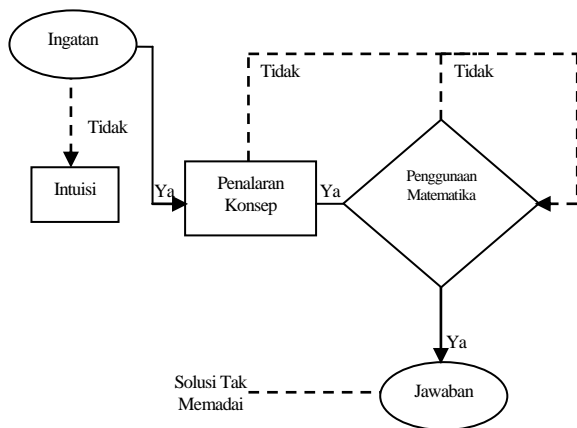 Ingatan
Tidak
Tidak
Tidak
Intuisi
Ya
Penalaran
Konsep
Ya
Penggunaan
Matematika
Ya
Solusi Tak
Memadai
Jawaban